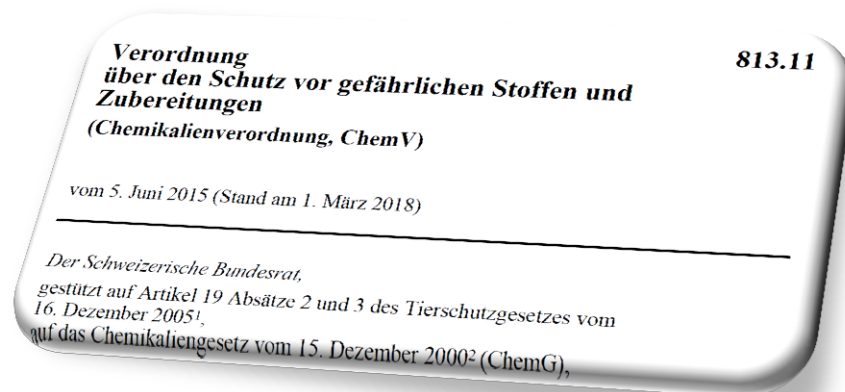 Verordnung 813.11
über den Schutz vor gefährlichen Stoffen und
Zubereitungen
(Chemikalienverordnung, ChemV)
vom 5. Juni 2015 (Stand am 1. März 2018)
Der Schweizerische Bundesrat,
gestützt auf Artikel 19 Absätze 2 und 3 des Tierschutzgesetzes vom
16. Dezember 2005¹,
auf das Chemikaliengesetz vom 15. Dezember 2000² (ChemG),